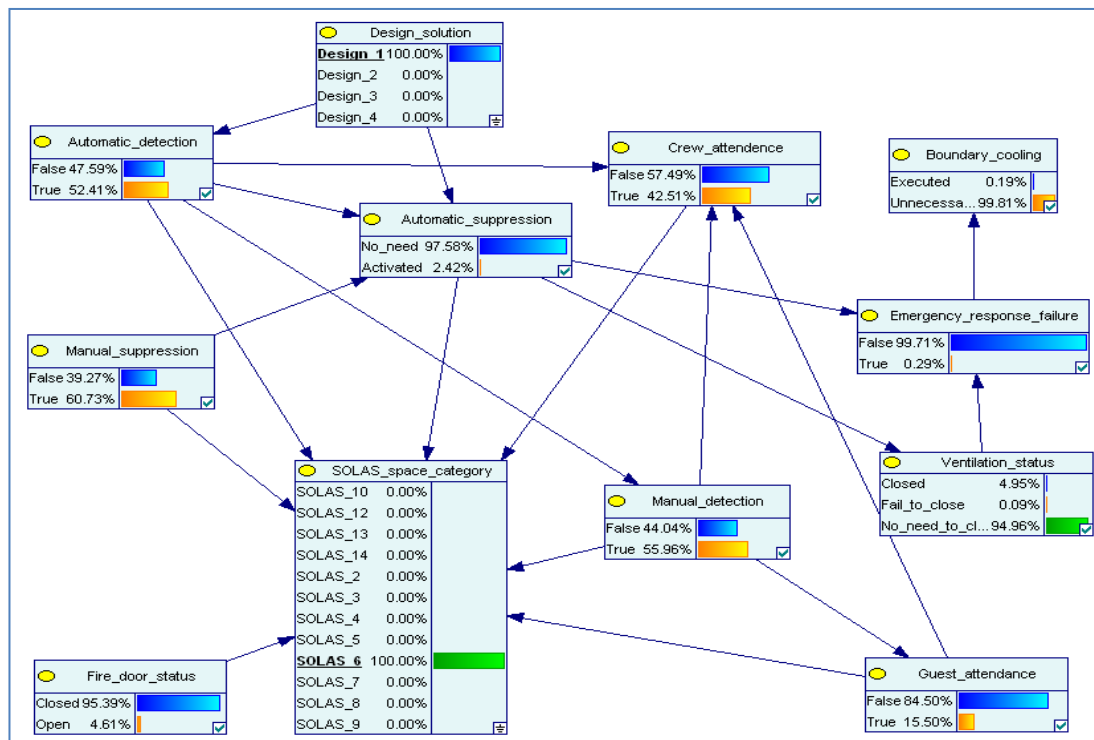 Design_solution
Design_1 100.00%
Design_2 0.00%
Design_3 0.00%
Design_4 0.00%
Automatic_detection
False 47.59%
True 52.41%
Crew_attendence
False 57.49%
True 42.51%
Boundary_cooling
Executed 0.19%
Unnecessa... 99.81%
Automatic_suppression
No_need 97.58%
Activated 2.42%
Emergency_response_failure
False 99.71%
True 0.29%
Manual_suppression
False 39.27%
True 60.73%
SOLAS_space_category
SOLAS_10 0.00%
SOLAS_12 0.00%
SOLAS_13 0.00%
SOLAS_14 0.00%
SOLAS_2 0.00%
SOLAS_3 0.00%
SOLAS_4 0.00%
SOLAS_5 0.00%
SOLAS_6 100.00%
SOLAS_7 0.00%
SOLAS_8 0.00%
SOLAS_9 0.00%
Manual_detection
False 44.04%
True 55.96%
Ventilation_status
Closed 4.95%
Fail_to_close 0.09%
No_need_to_cl... 94.96%
Fire_door_status
Closed 95.39%
Open 4.61%
Guest_attendance
False 84.50%
True 15.50%